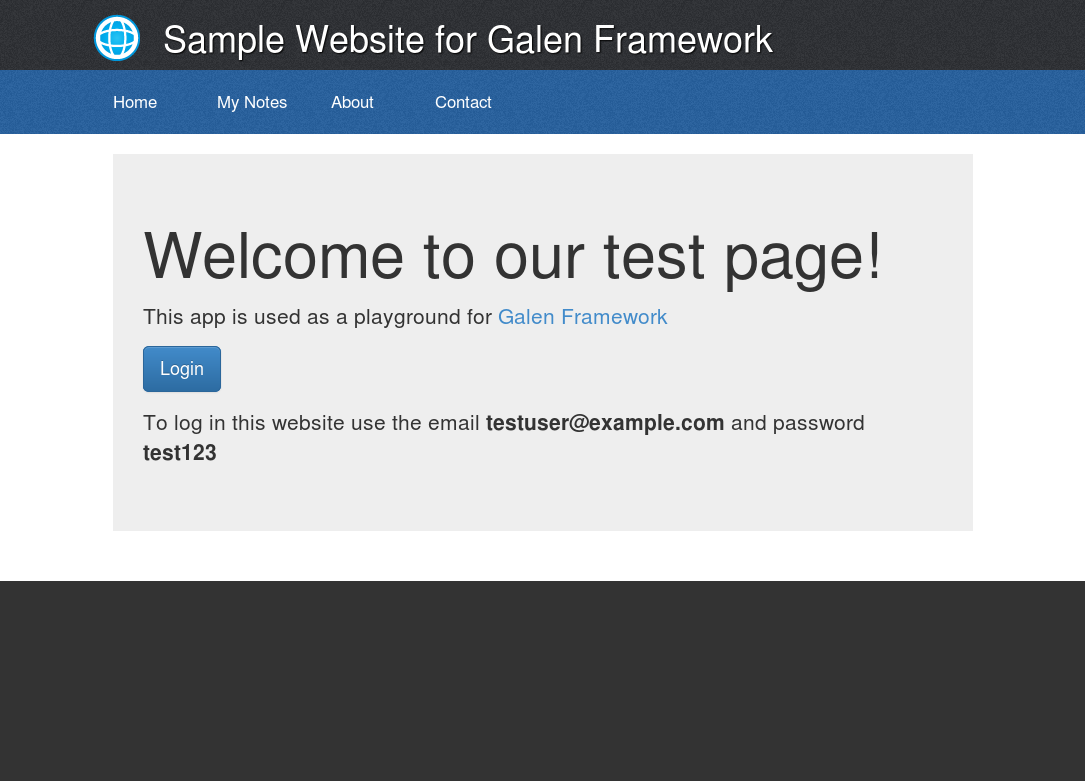 Sample Website for Galen Framework
Home My Notes About Contact
Welcome to our test page!
This app is used as a playground for Galen Framework
Login
To log in this website use the email testuser@example.com and password
test123